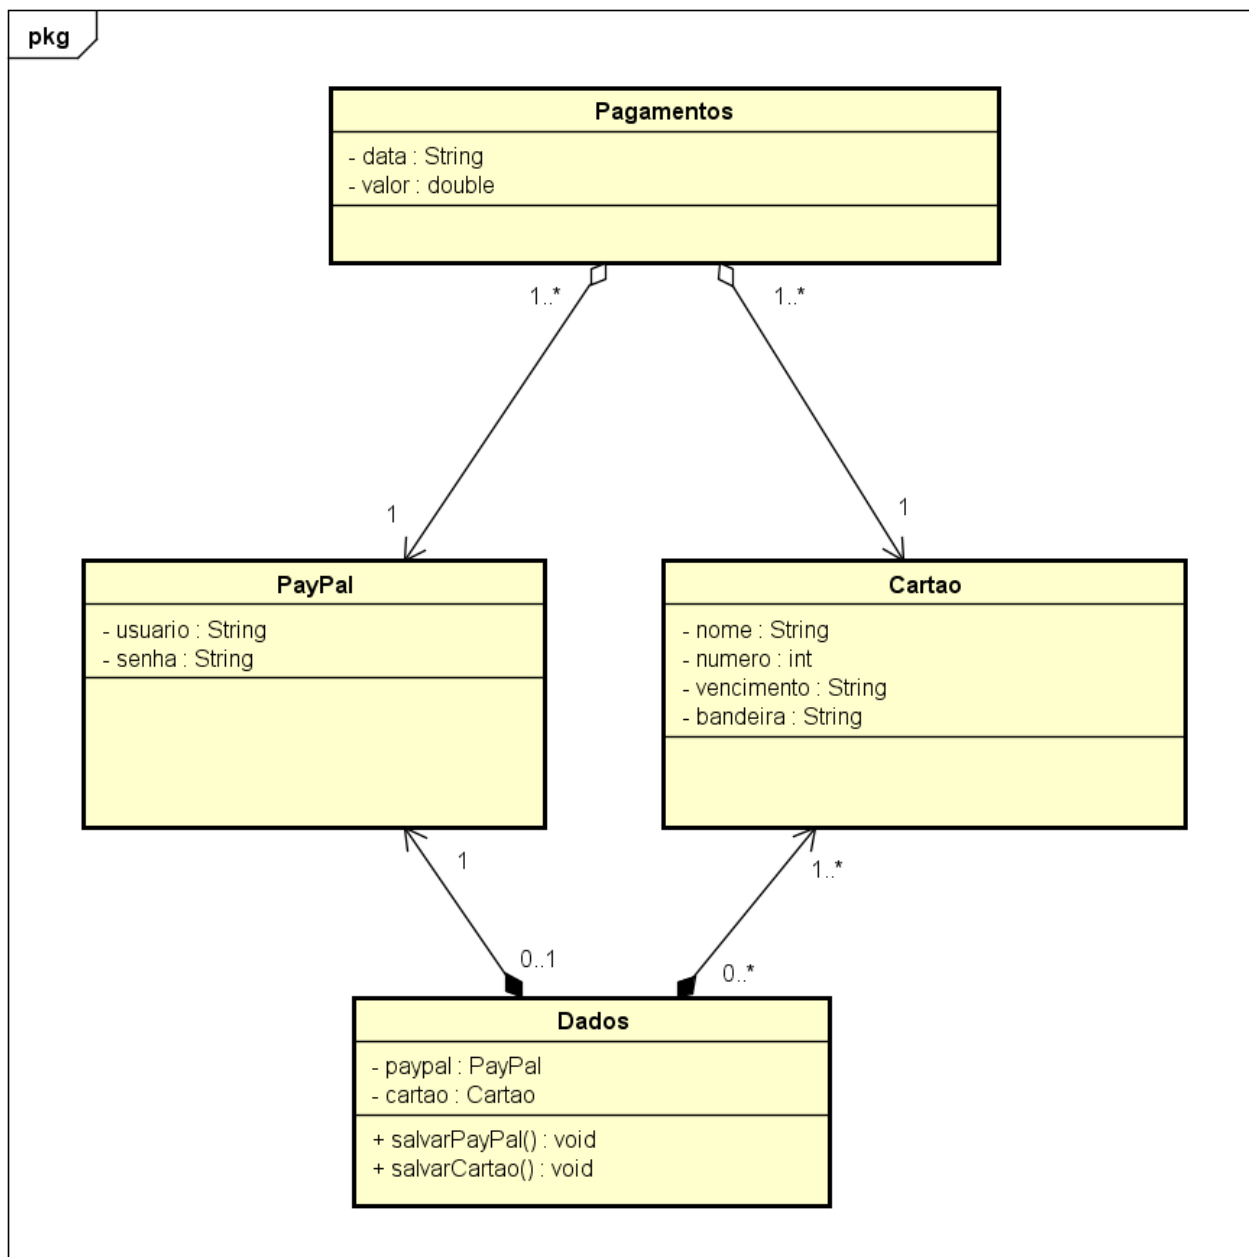 pkg
Pagamentos
- data : String
- valor : double
1..*
1..*
1
1
PayPal
- usuario : String
- senha : String
Cartao
- nome : String
- numero : int
- vencimento : String
- bandeira : String
1
1..*
0..1
0..*
Dados
- paypal : PayPal
- cartao : Cartao
+ salvarPayPal() : void
+ salvarCartao() : void